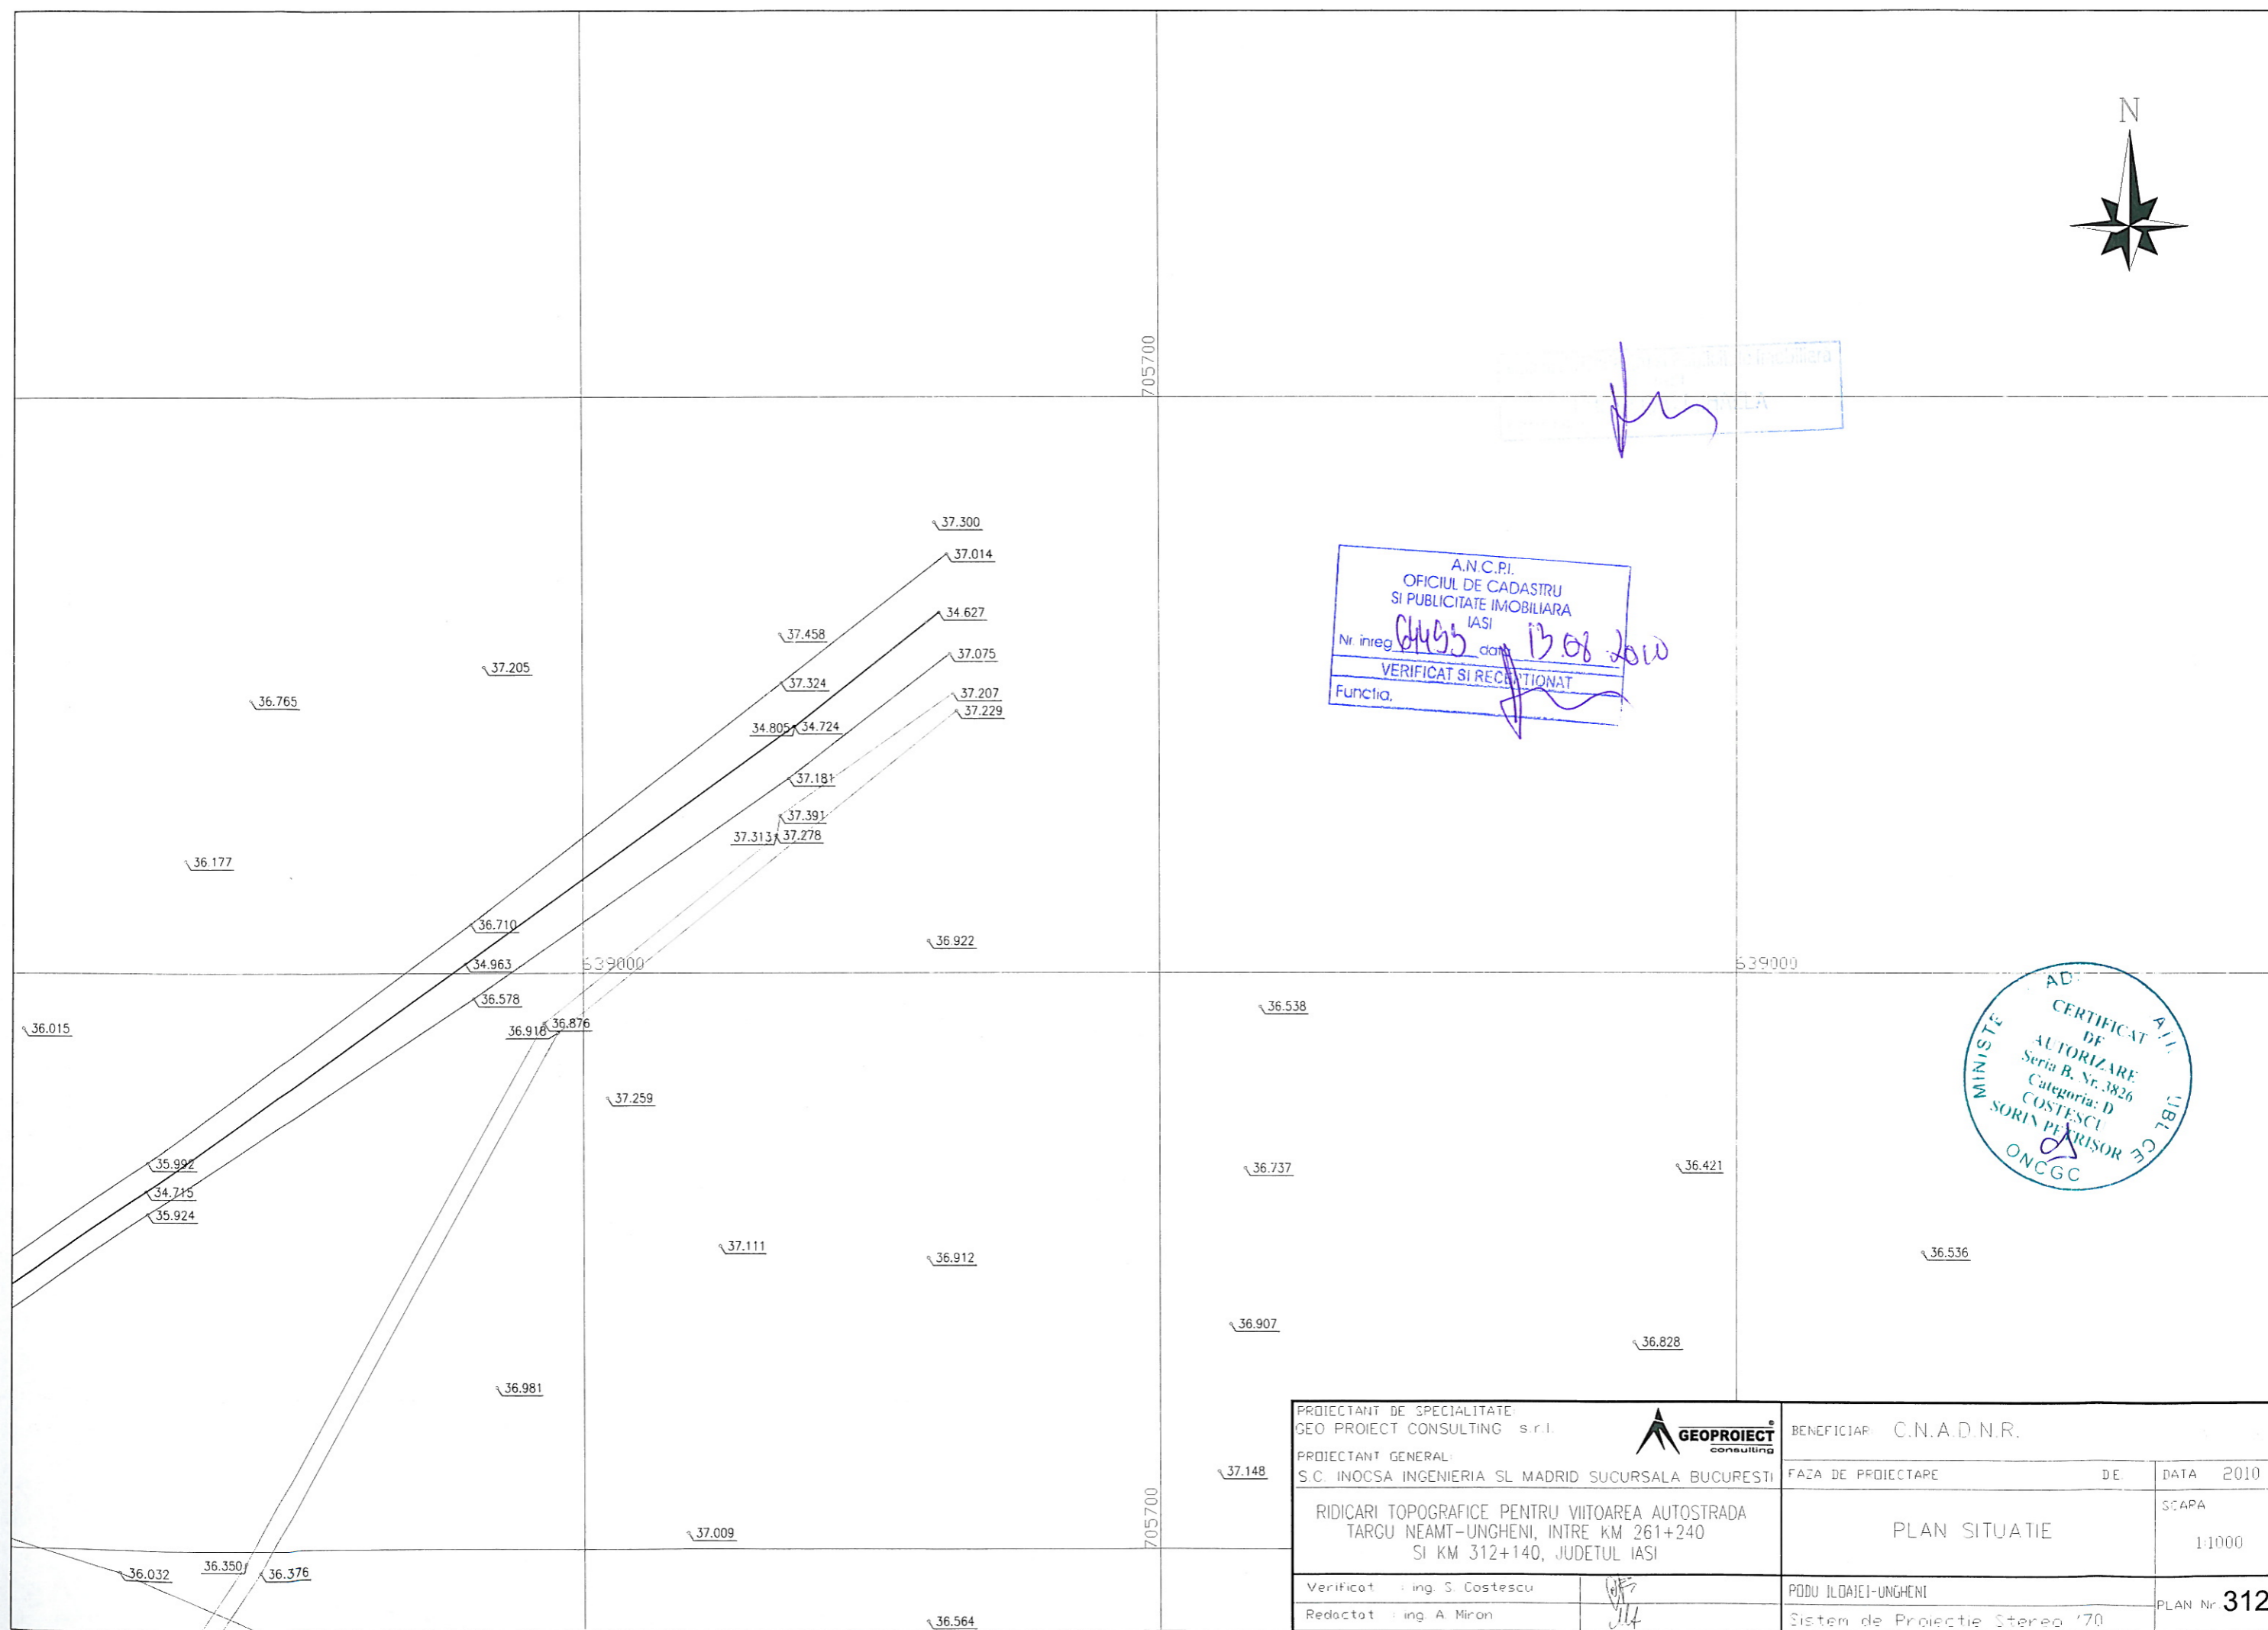 N
705700
37.300
37.014
34.627
37.458
37.075
37.205
37.324
37.207
36.765
37.229
34.805 34.724
37.181
37.391
37.313 37.278
36.177
36.710
36.922
34.963
639000
639000
36.578
36.538
36.015
36.918 36.876
37.259
35.992
36.737
36.421
34.715
35.924
37.111
36.912
36.536
36.907
36.828
36.981
37.148
705700
37.009
36.350
36.032
36.376
36.564
A.N.C.P.I.
OFICIUL DE CADASTRU
SI PUBLICITATE IMOBILIARA
IASI
Nr. inreg data 13.08.2010
VERIFICAT SI RECEPTIONAT
Functia,
MINISTE
AD
CERTIFICAT
DE
AUTORIZARE
Seria B, Nr. 3826
Categoria: D
COSTESCU
SORIN PETRIȘOR
ONCGC
PROIECTANT DE SPECIALITATE:
GEO PROIECT CONSULTING s.r.l.
GEOPROIECT
consulting
PROIECTANT GENERAL:
S.C. INOCSA INGENIERIA SL MADRID SUCURSALA BUCURESTI
RIDICARI TOPOGRAFICE PENTRU VIITOAREA AUTOSTRADA
TARGU NEAMT-UNGHENI, INTRE KM 261+240
SI KM 312+140, JUDETUL IASI
Verificat : ing. S. Costescu
Redactat : ing. A. Miron
BENEFICIAR: C.N.A.D.N.R.
FAZA DE PROIECTARE D.E.
DATA 2010
PLAN SITUATIE
SCARA
1:1000
PODU ILOAIEI-UNGHENI
Sistem de Proiectie Stereo '70
PLAN Nr. 312